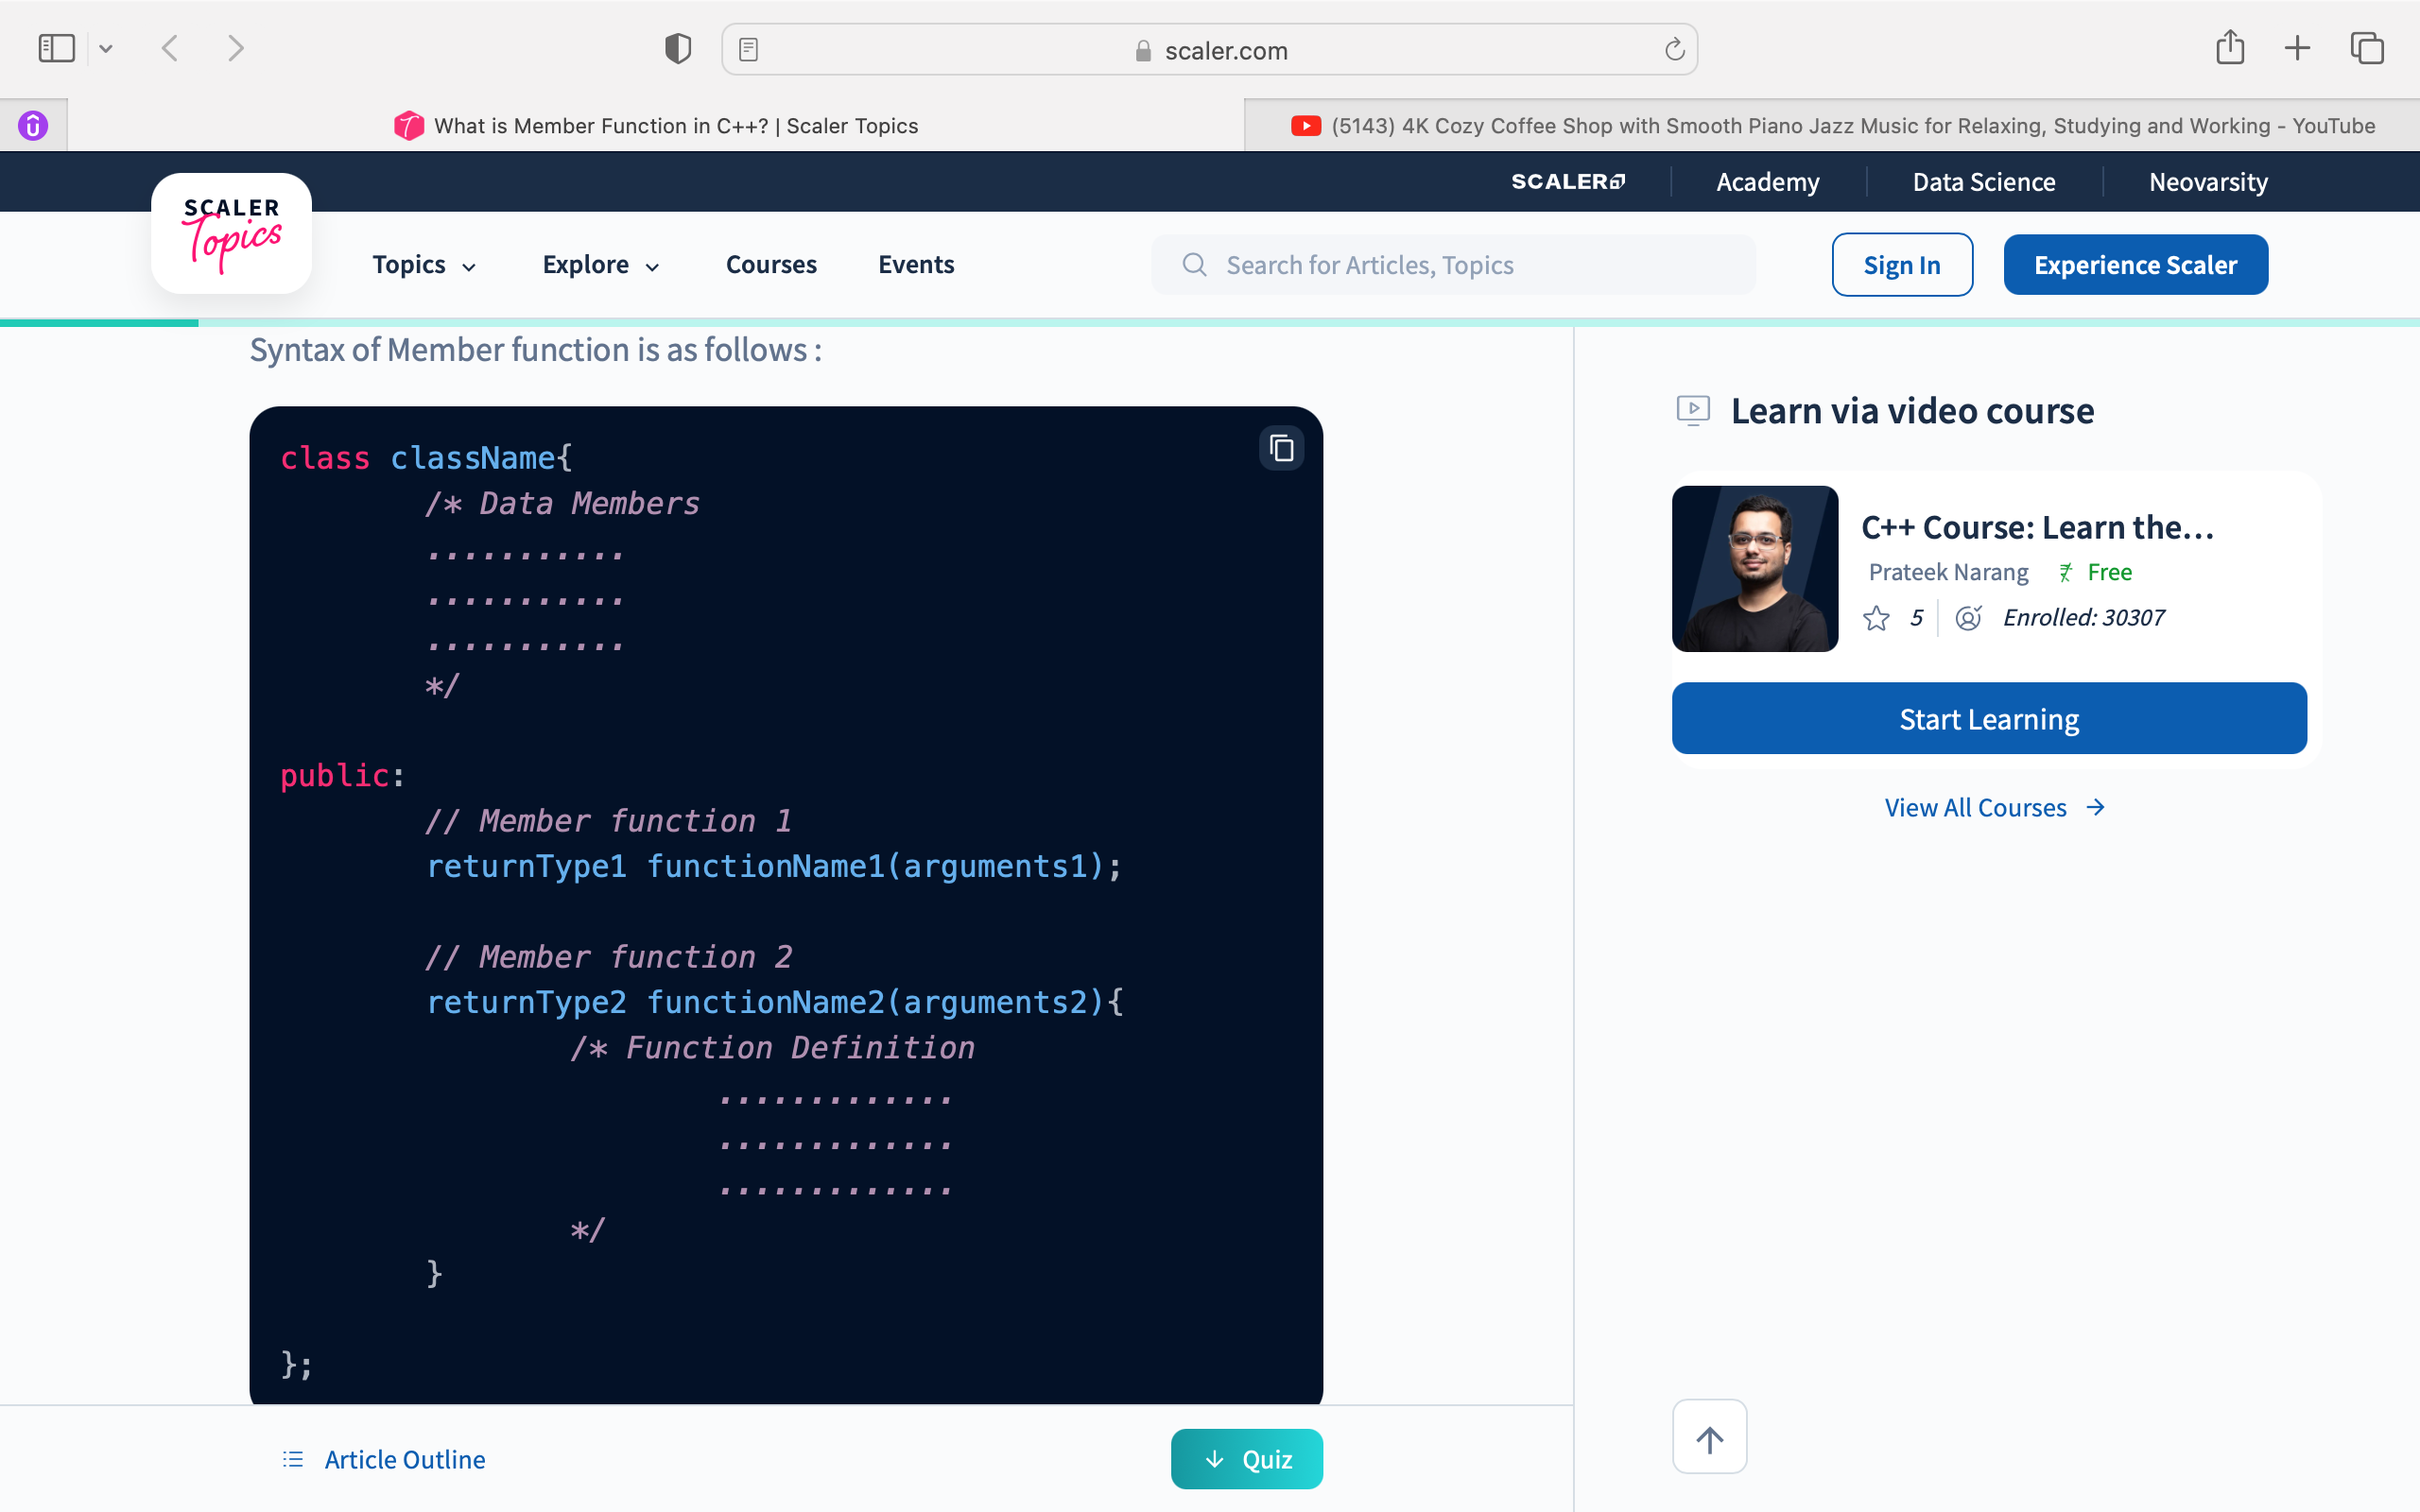 scaler.com
What is Member Function in C++? | Scaler Topics
(5143) 4K Cozy Coffee Shop with Smooth Piano Jazz Music for Relaxing, Studying and Working - YouTube
SCALER
Academy
Data Science
Neovarsity
SCALER
Topics
Topics
Explore
Courses
Events
Search for Articles, Topics
Sign In
Experience Scaler
Syntax of Member function is as follows :
class className{
/* Data Members
...........
...........
...........
*/
public:
// Member function 1
returnType1 functionName1(arguments1);
// Member function 2
returnType2 functionName2(arguments2){
/* Function Definition
.............
.............
.............
*/
}
};
Learn via video course
C++ Course: Learn the...
Prateek Narang
Free
5
Enrolled: 30307
Start Learning
View All Courses →
Article Outline
Quiz